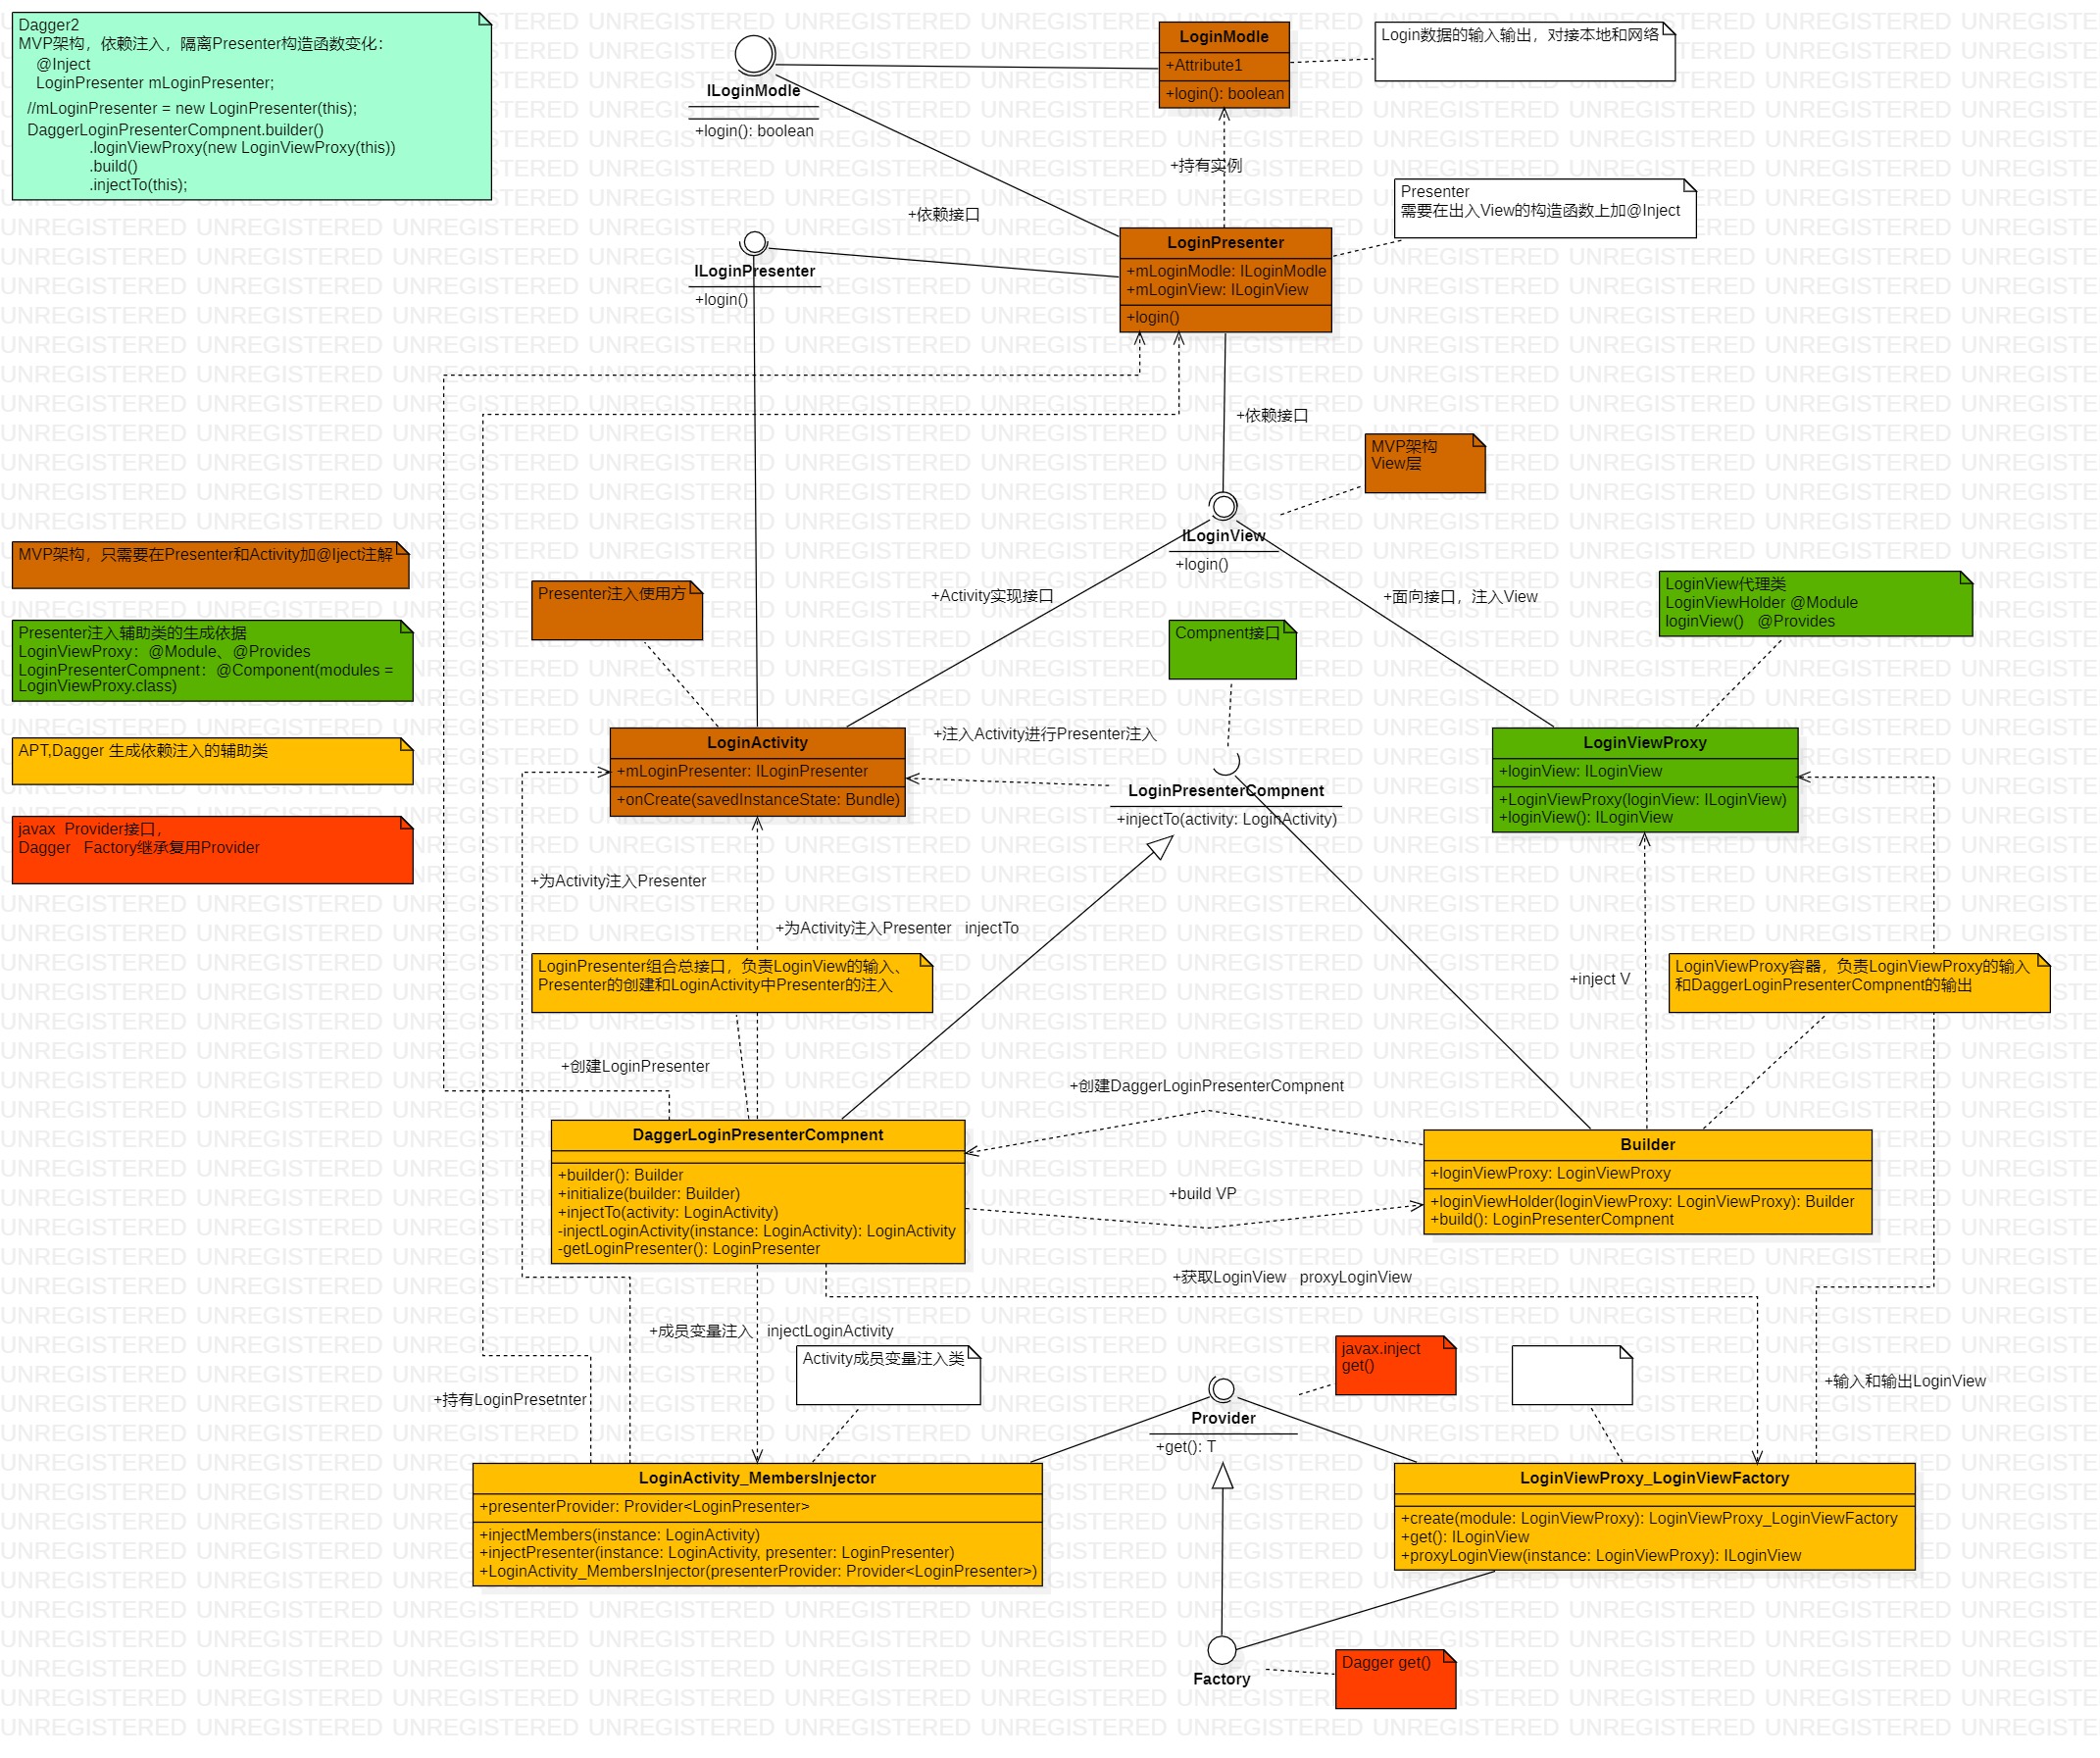 Dagger2
MVP架构，依赖注入，隔离Presenter构造函数变化：
@Inject
LoginPresenter mLoginPresenter;
//mLoginPresenter = new LoginPresenter(this);
DaggerLoginPresenterCompnent.builder()
.loginViewProxy(new LoginViewProxy(this))
.build()
.injectTo(this);
ILoginModle
+login(): boolean
LoginModle
+Attribute1
+login(): boolean
Login数据的输入输出，对接本地和网络
+持有实例
Presenter
需要在出入View的构造函数上加@Inject
+依赖接口
ILoginPresenter
+login()
LoginPresenter
+mLoginModle: ILoginModle
+mLoginView: ILoginView
+login()
+依赖接口
MVP架构
View层
ILoginView
+login()
MVP架构，只需要在Presenter和Activity加@Iject注解
Presenter注入辅助类的生成依据
LoginViewProxy：@Module、@Provides
LoginPresenterCompnent：@Component(modules =
LoginViewProxy.class)
APT,Dagger 生成依赖注入的辅助类
javax  Provider接口，
Dagger   Factory继承复用Provider
Presenter注入使用方
+Activity实现接口
+面向接口，注入View
LoginView代理类
LoginViewHolder @Module
loginView()   @Provides
Compnent接口
LoginActivity
+mLoginPresenter: ILoginPresenter
+onCreate(savedInstanceState: Bundle)
+注入Activity进行Presenter注入
LoginPresenterCompnent
+injectTo(activity: LoginActivity)
LoginViewProxy
+loginView: ILoginView
+LoginViewProxy(loginView: ILoginView)
+loginView(): ILoginView
+为Activity注入Presenter
+为Activity注入Presenter   injectTo
LoginPresenter组合总接口，负责LoginView的输入、
Presenter的创建和LoginActivity中Presenter的注入
+inject V
LoginViewProxy容器，负责LoginViewProxy的输入
和DaggerLoginPresenterCompnent的输出
+创建LoginPresenter
+创建DaggerLoginPresenterCompnent
DaggerLoginPresenterCompnent
+builder(): Builder
+initialize(builder: Builder)
+injectTo(activity: LoginActivity)
-injectLoginActivity(instance: LoginActivity): LoginActivity
-getLoginPresenter(): LoginPresenter
+build VP
Builder
+loginViewProxy: LoginViewProxy
+loginViewHolder(loginViewProxy: LoginViewProxy): Builder
+build(): LoginPresenterCompnent
+获取LoginView   proxyLoginView
+成员变量注入   injectLoginActivity
Activity成员变量注入类
javax.inject
get()
+持有LoginPresetnter
+输入和输出LoginView
Provider
+get(): T
LoginActivity_MembersInjector
+presenterProvider: Provider<LoginPresenter>
+injectMembers(instance: LoginActivity)
+injectPresenter(instance: LoginActivity, presenter: LoginPresenter)
+LoginActivity_MembersInjector(presenterProvider: Provider<LoginPresenter>)
LoginViewProxy_LoginViewFactory
+create(module: LoginViewProxy): LoginViewProxy_LoginViewFactory
+get(): ILoginView
+proxyLoginView(instance: LoginViewProxy): ILoginView
Factory
Dagger get()
UNREGISTERED